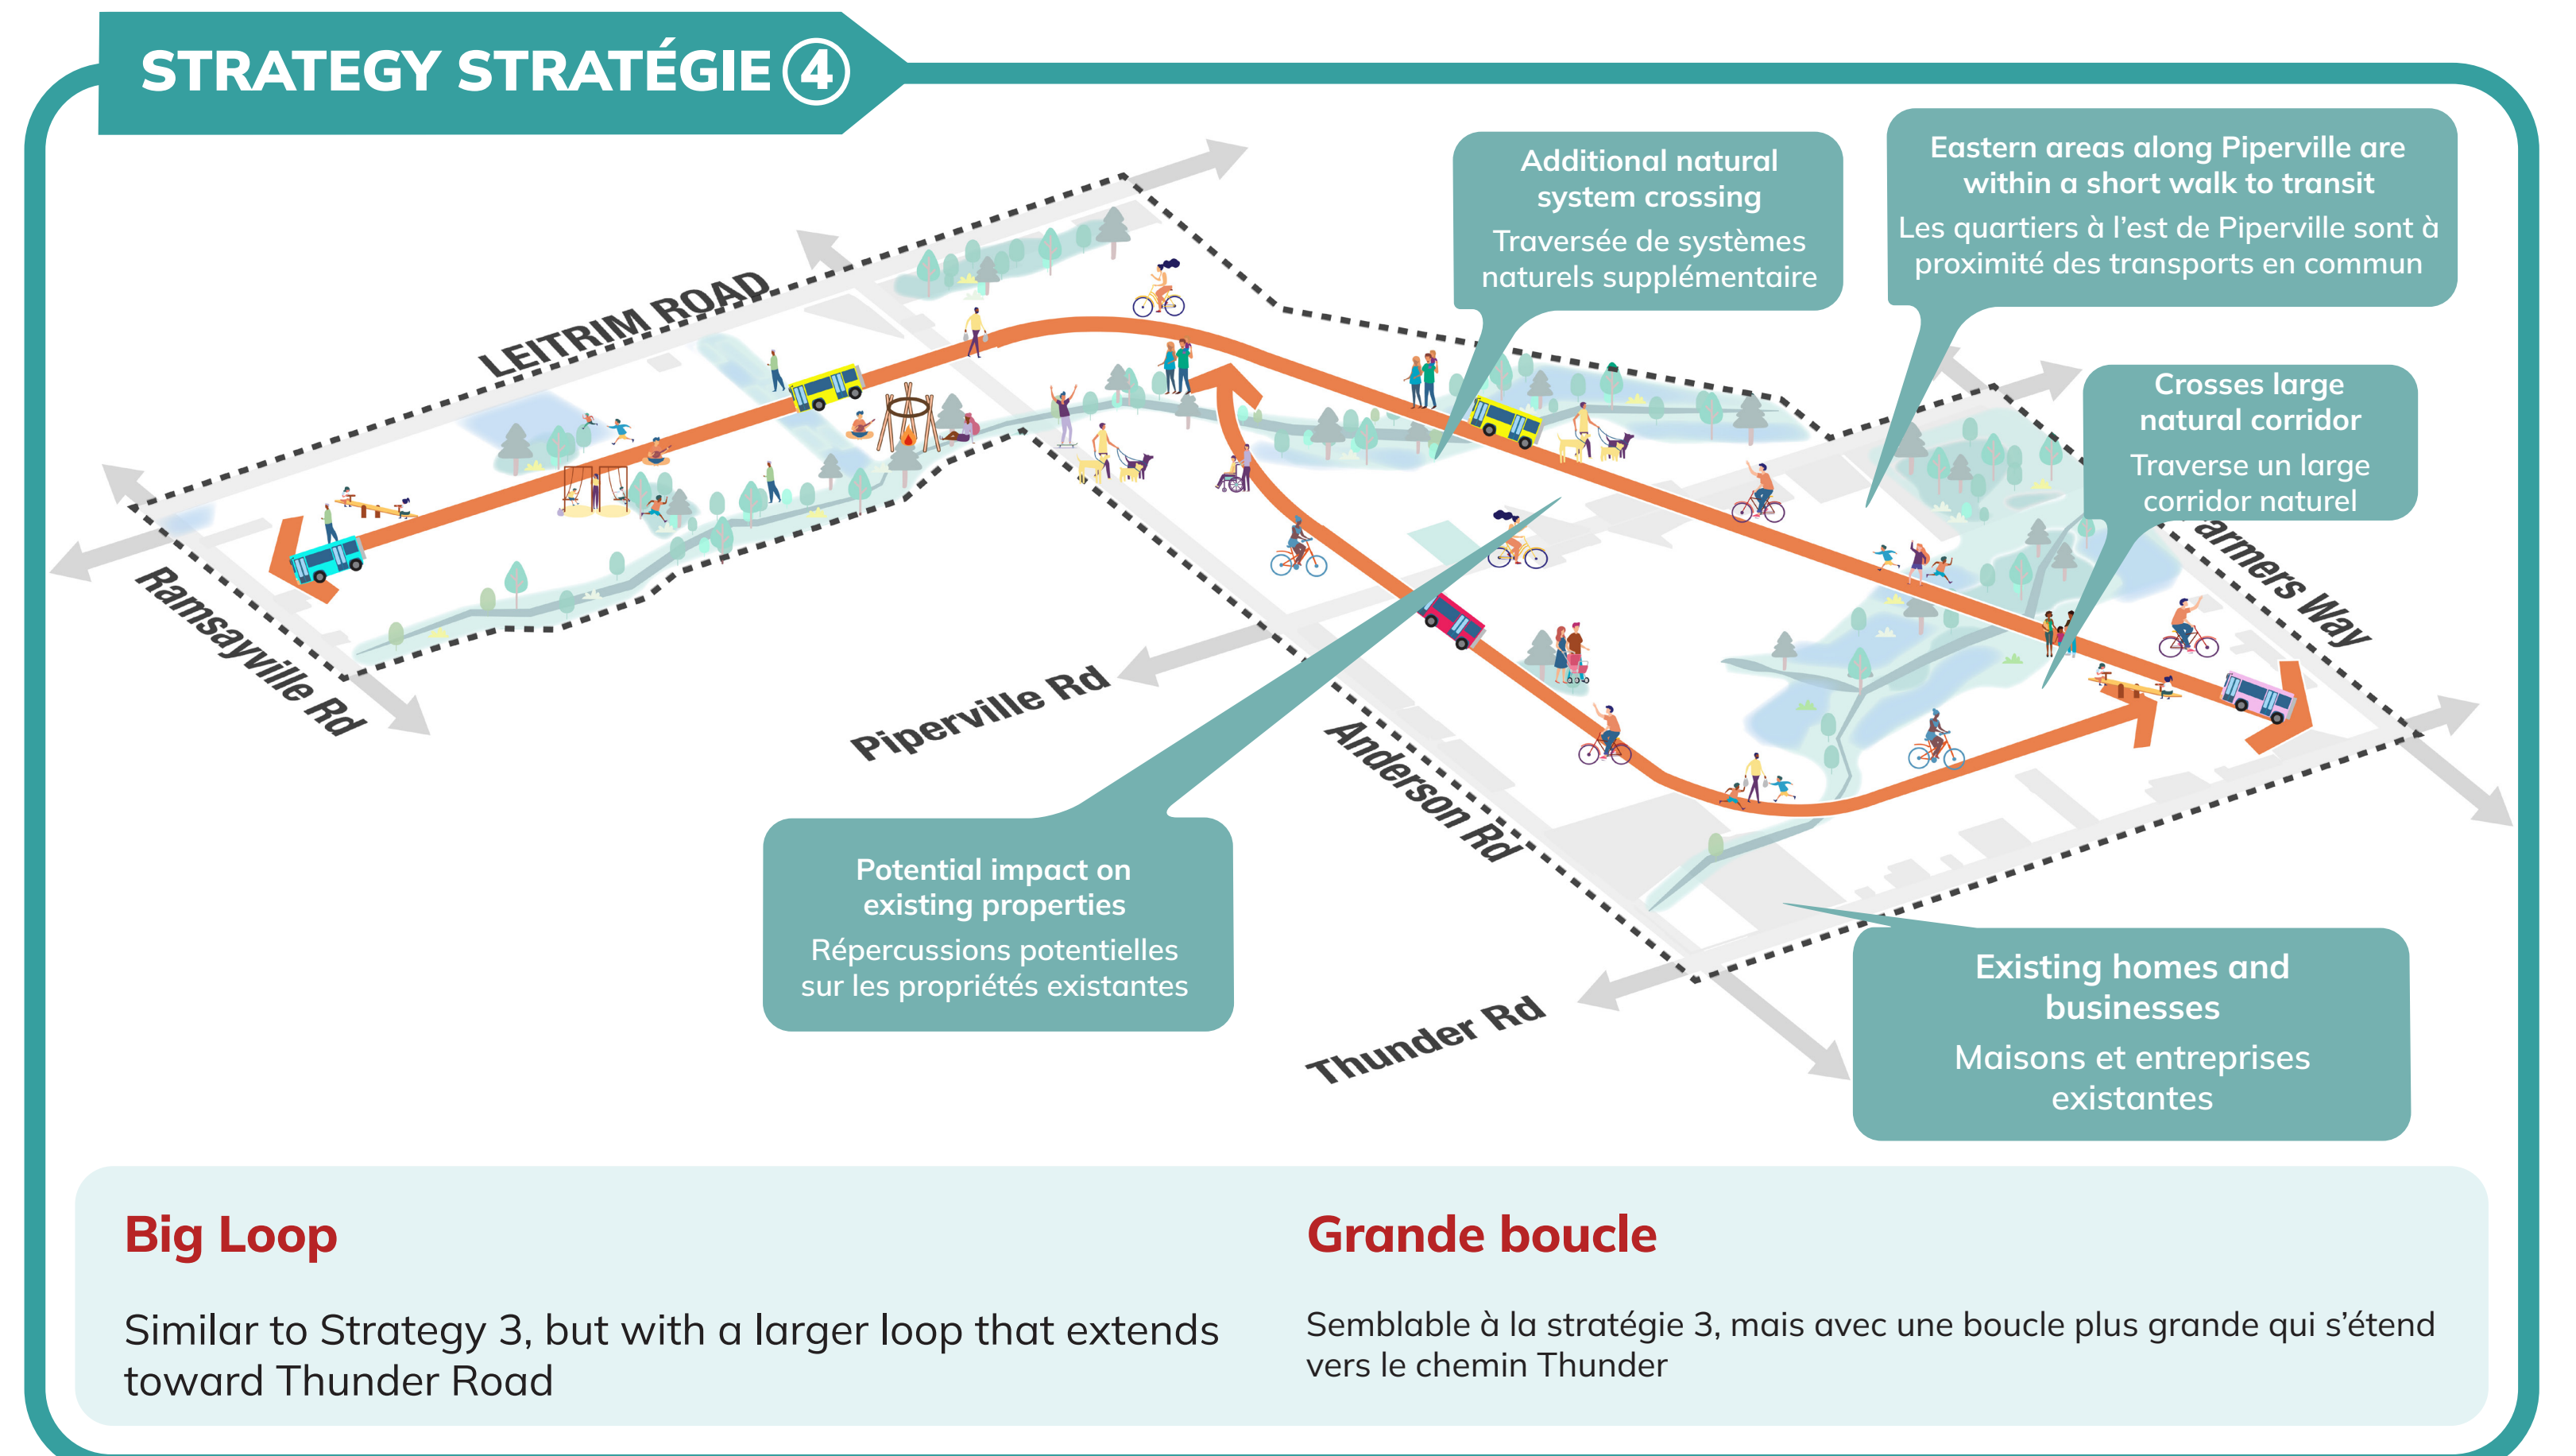 STRATEGY STRATÉGIE 4
Additional natural
system crossing
Traversée de systèmes
naturels supplémentaire
Eastern areas along Piperville are
within a short walk to transit
Les quartiers à l'est de Piperville sont à
proximité des transports en commun
Crosses large
natural corridor
Traverse un large
corridor naturel
LEITRIM ROAD
Ramsayville Rd
Piperville Rd
Anderson Rd
armers Way
Thunder Rd
Potential impact on
existing properties
Répercussions potentielles
sur les propriétés existantes
Existing homes and
businesses
Maisons et entreprises
existantes
Big Loop
Similar to Strategy 3, but with a larger loop that extends
toward Thunder Road
Grande boucle
Semblable à la stratégie 3, mais avec une boucle plus grande qui s'étend
vers le chemin Thunder